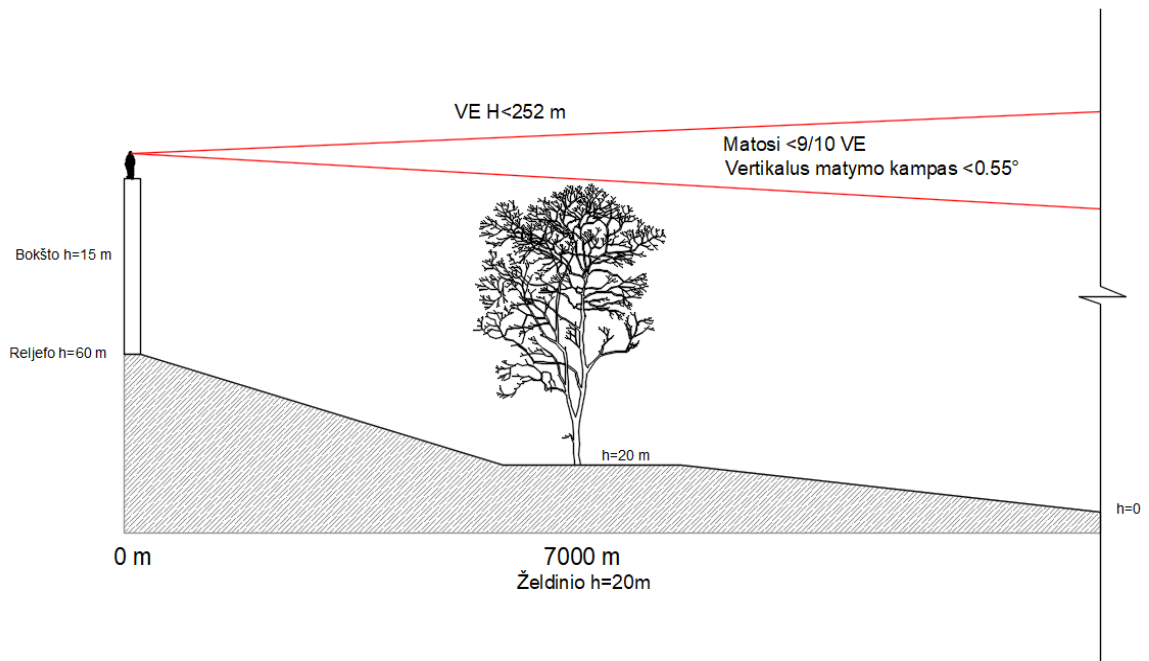 VE H<252 m
Matosi <9/10 VE
Vertikalus matymo kampas <0.55°
Bokšto h=15 m
Reljefo h=60 m
h=20 m
h=0
0 m
7000 m
Želdinio h=20m